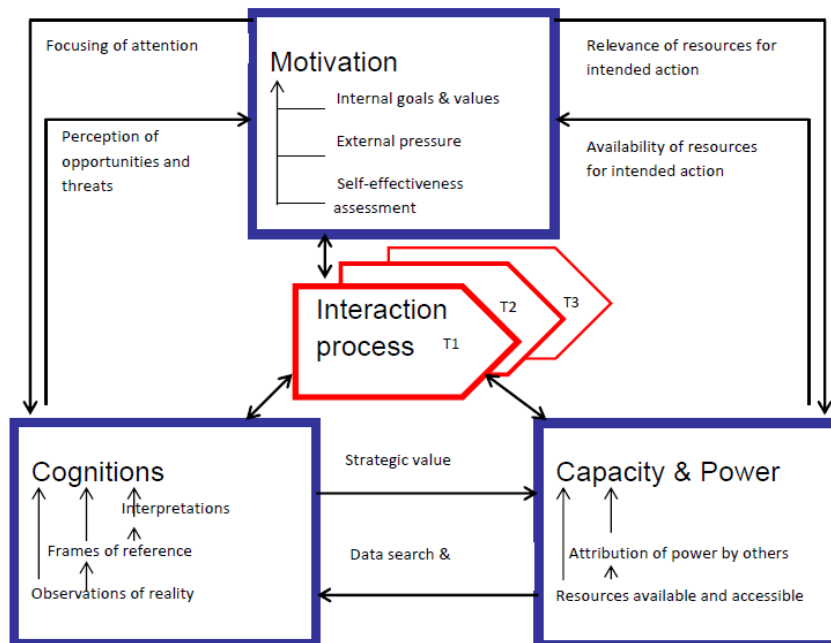 Focusing of attention
Motivation
Relevance of resources for
intended action
Internal goals & values
Perception of
opportunities and
threats
External pressure
Availability of resources
for intended action
Self-effectiveness
assessment
Interaction
process
T1
T2
T3
Cognitions
Interpretations
Frames of reference
Observations of reality
Strategic value
Data search &
Capacity & Power
Attribution of power by others
Resources available and accessible